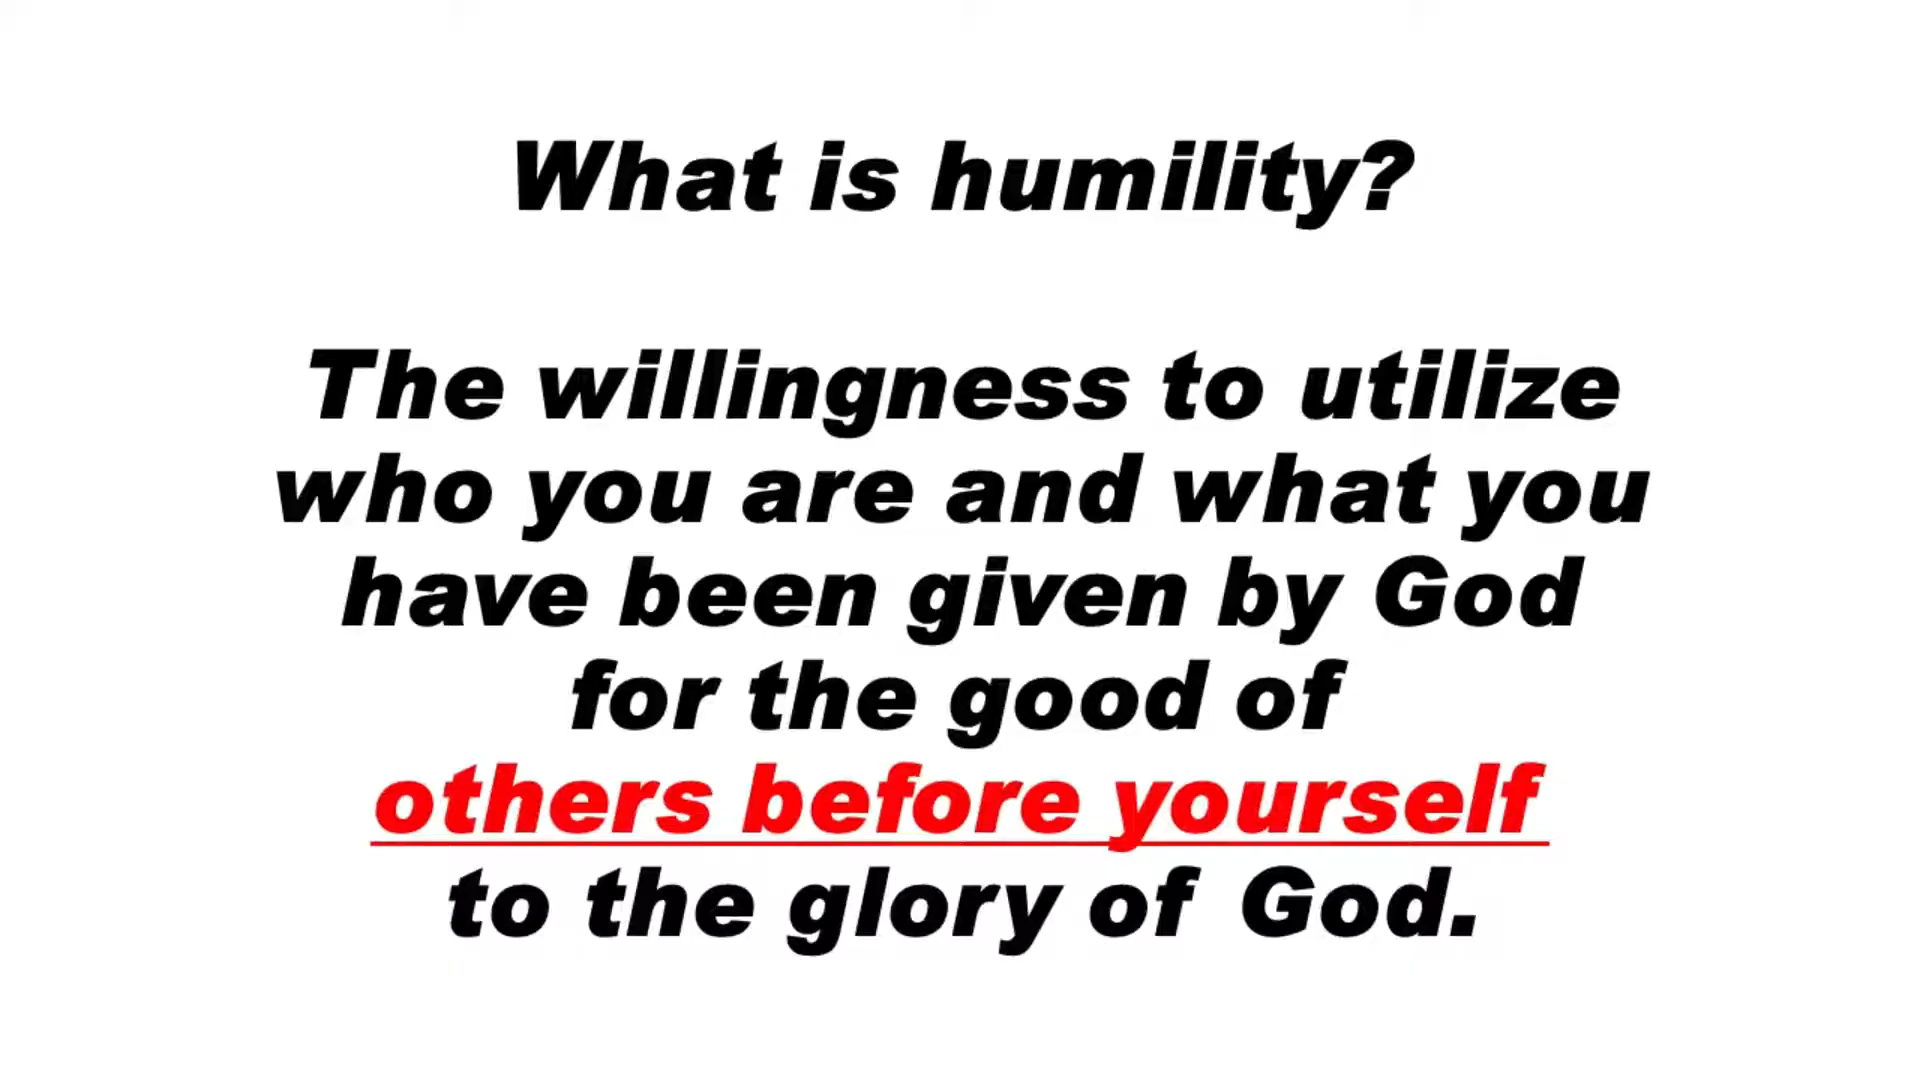 What is humility?
The willingness to utilize
who you are and what you
have been given by God
for the good of
others before yourself
to the glory of God.